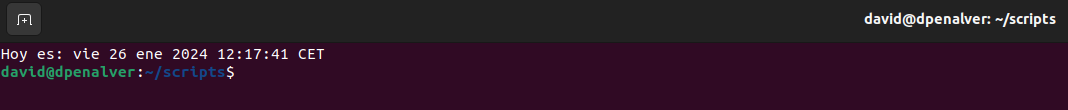 david@dpenalver: ~/scripts
Hoy es: vie 26 ene 2024 12:17:41 CET
david@dpenalver:~/scripts$